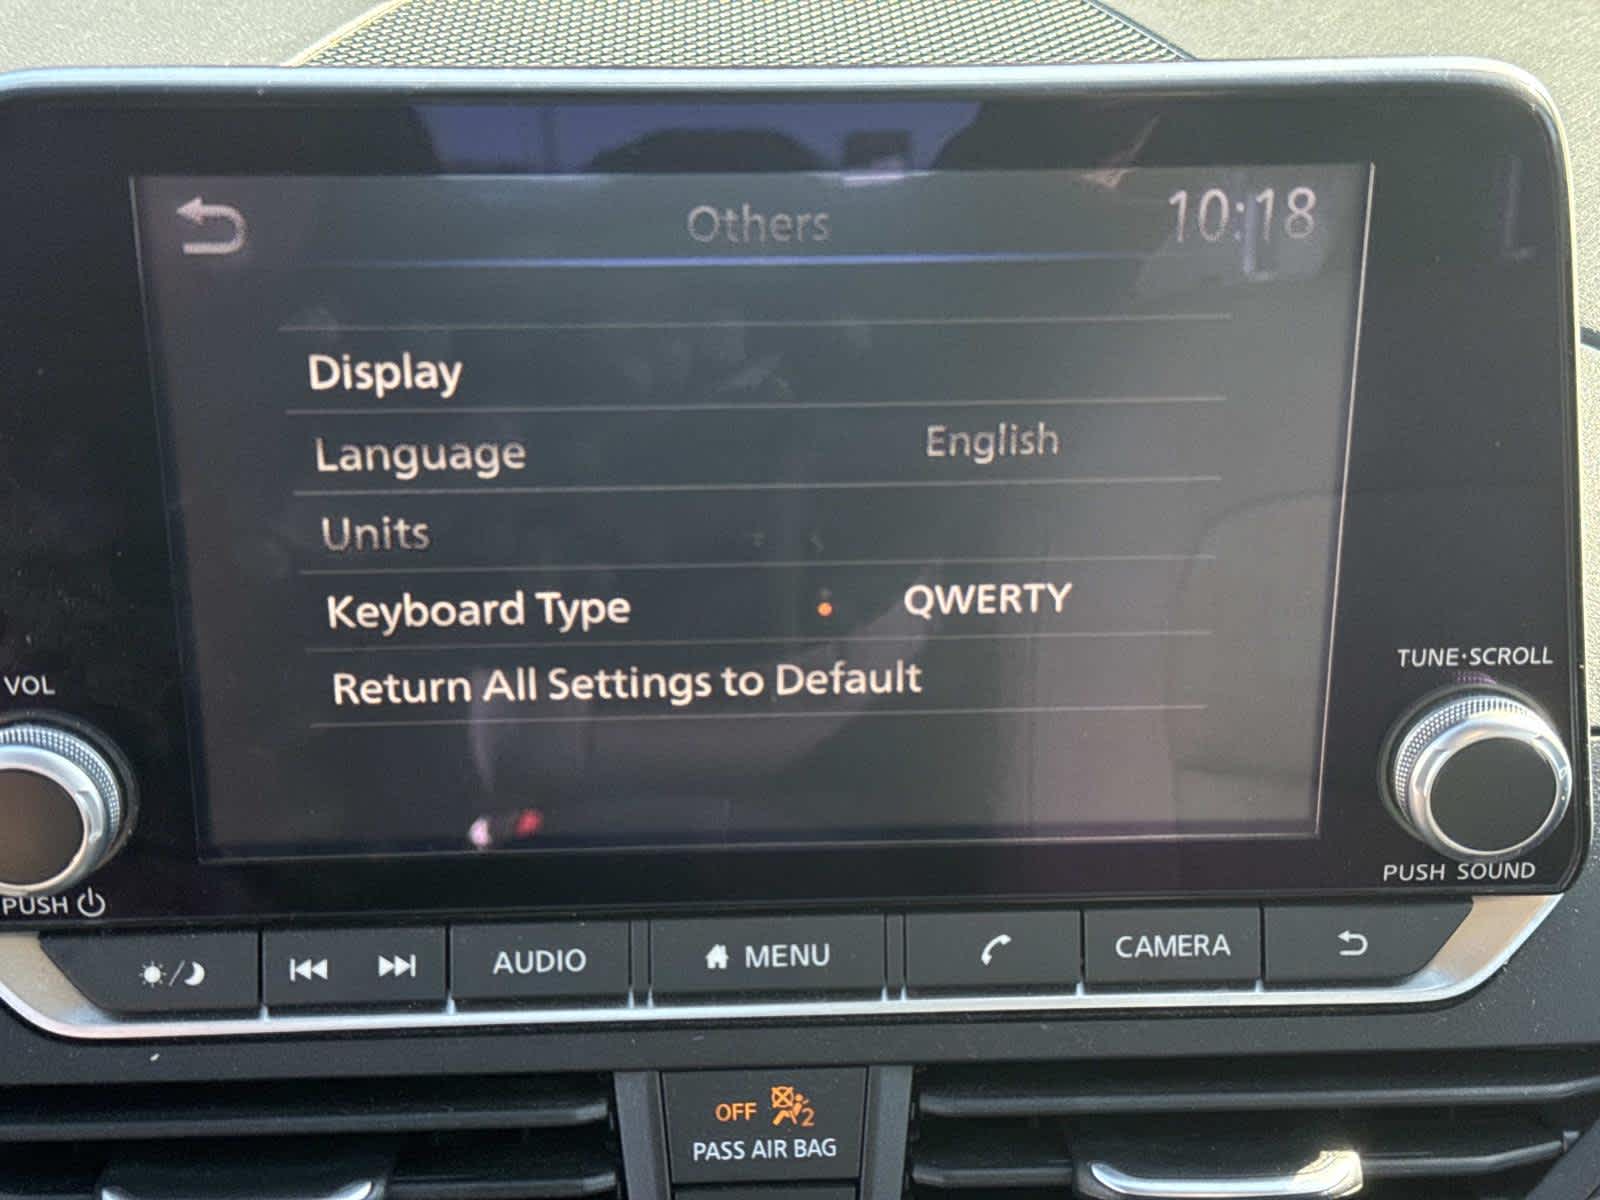 Others 10:18
Display
Language English
Units
Keyboard Type QWERTY
Return All Settings to Default
VOL
PUSH
TUNE·SCROLL
PUSH SOUND
AUDIO MENU CAMERA
OFF 2
PASS AIR BAG